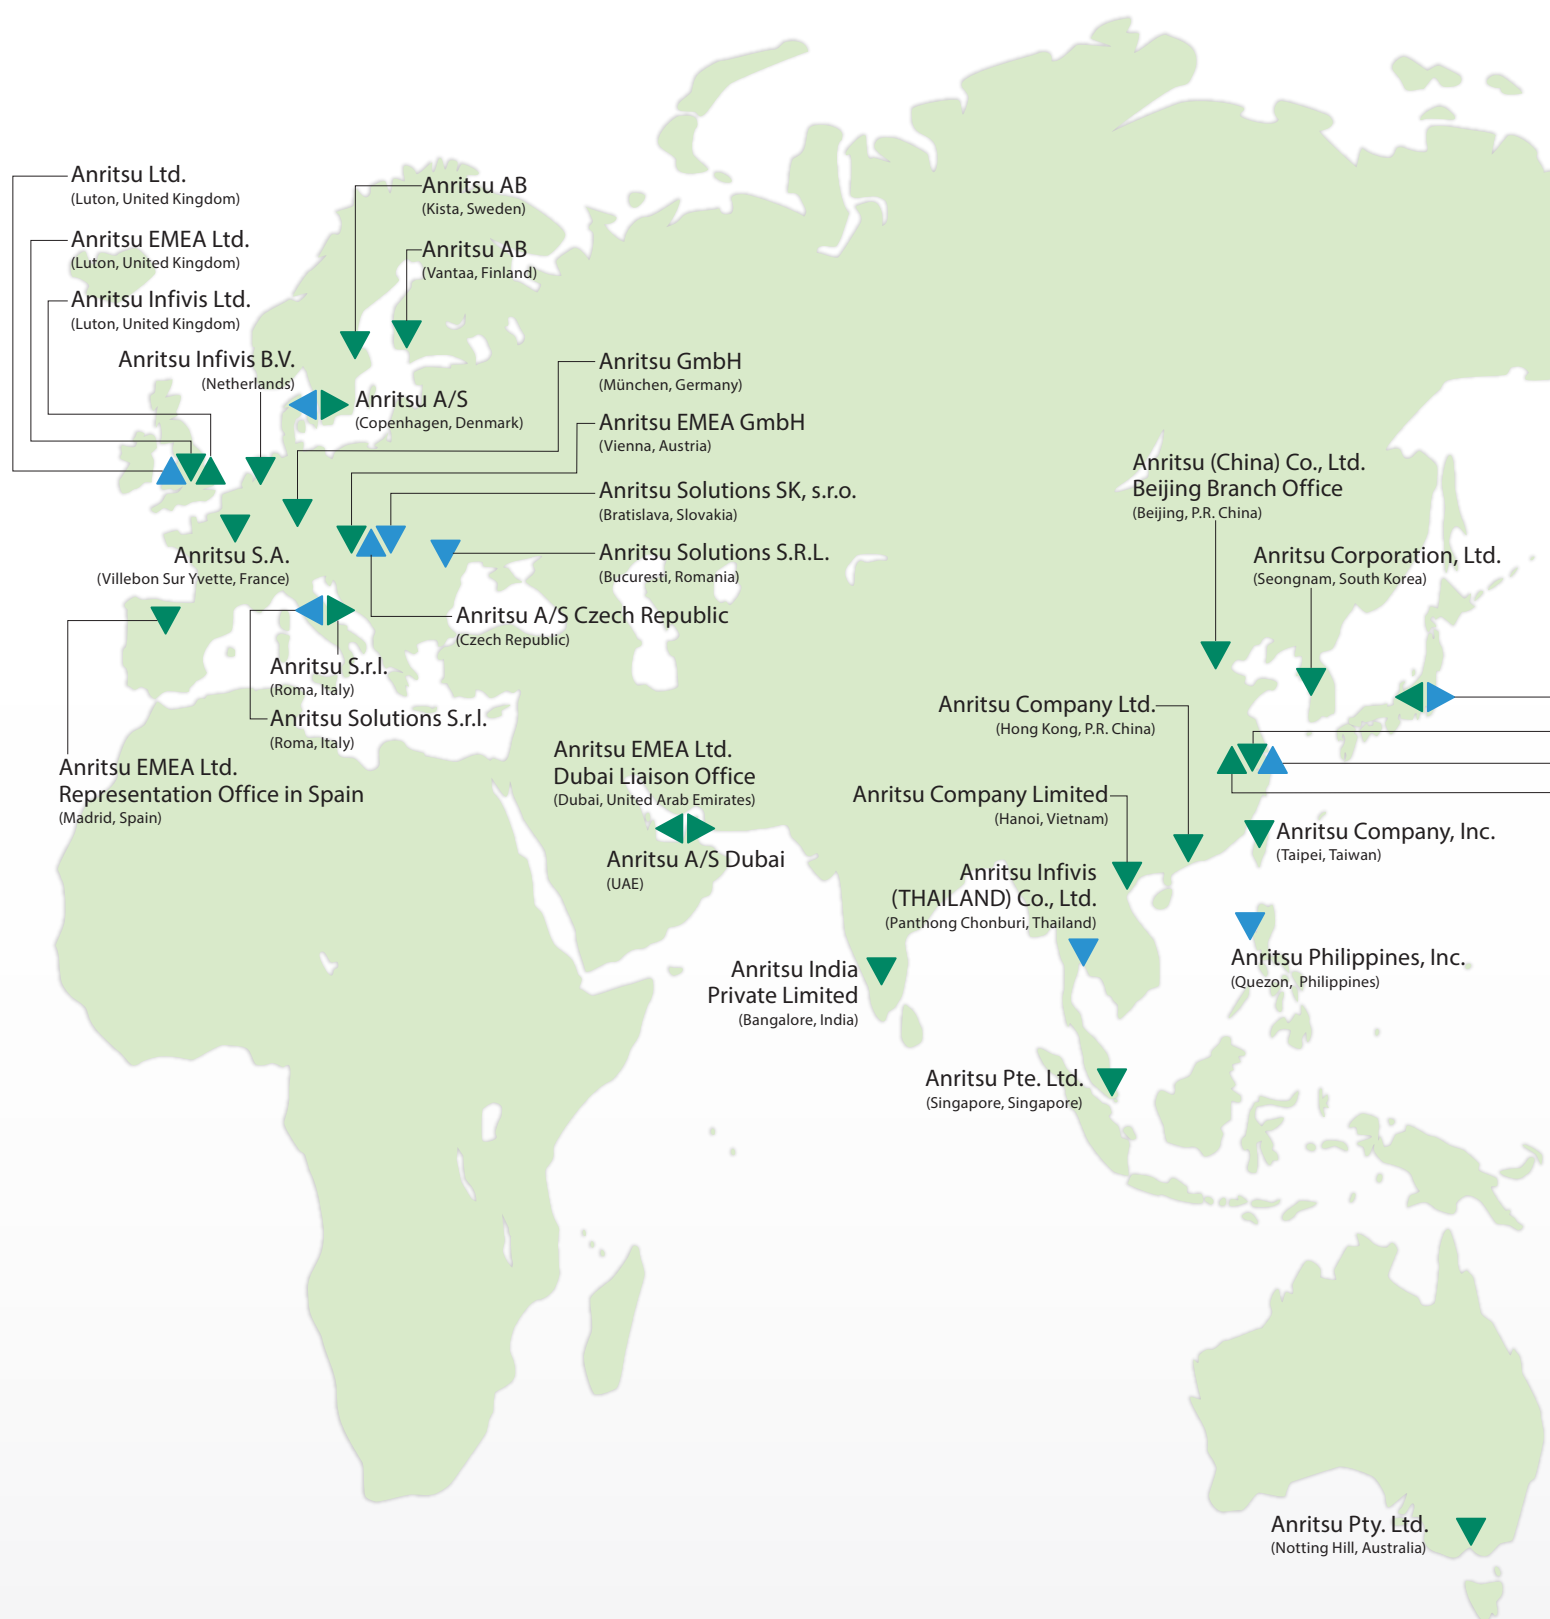 Anritsu Ltd.
(Luton, United Kingdom)
Anritsu EMEA Ltd.
(Luton, United Kingdom)
Anritsu Infivis Ltd.
(Luton, United Kingdom)
Anritsu Infivis B.V.
(Netherlands)
Anritsu AB
(Kista, Sweden)
Anritsu AB
(Vantaa, Finland)
Anritsu A/S
(Copenhagen, Denmark)
Anritsu GmbH
(München, Germany)
Anritsu EMEA GmbH
(Vienna, Austria)
Anritsu Solutions SK, s.r.o.
(Bratislava, Slovakia)
Anritsu Solutions S.R.L.
(Bucuresti, Romania)
Anritsu A/S Czech Republic
(Czech Republic)
Anritsu S.A.
(Villebon Sur Yvette, France)
Anritsu S.r.l.
(Roma, Italy)
Anritsu Solutions S.r.l.
(Roma, Italy)
Anritsu EMEA Ltd.
Representation Office in Spain
(Madrid, Spain)
Anritsu EMEA Ltd.
Dubai Liaison Office
(Dubai, United Arab Emirates)
Anritsu A/S Dubai
(UAE)
Anritsu (China) Co., Ltd.
Beijing Branch Office
(Beijing, P.R. China)
Anritsu Corporation, Ltd.
(Seongnam, South Korea)
Anritsu Company Ltd.
(Hong Kong, P.R. China)
Anritsu Company Limited
(Hanoi, Vietnam)
Anritsu Company, Inc.
(Taipei, Taiwan)
Anritsu Infivis
(THAILAND) Co., Ltd.
(Panthong Chonburi, Thailand)
Anritsu Philippines, Inc.
(Quezon, Philippines)
Anritsu India
Private Limited
(Bangalore, India)
Anritsu Pte. Ltd.
(Singapore, Singapore)
Anritsu Pty. Ltd.
(Notting Hill, Australia)